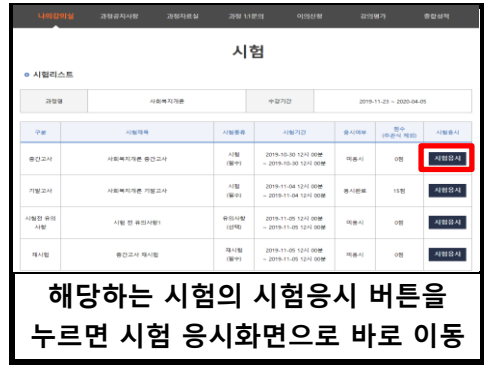 나의강의실 과정공지사항 과정자료실 과정 1:1문의 이의신청 강의평가 종합성적
시험
시험리스트
과정명 사회복지개론 수강기간 2019-11-23 ~ 2020-04-05
구분 시험제목 시험종류 시험기간 응시여부 점수 (주관식 제외) 시험응시
중간고사 사회복지개론 중간고사 시험 (필수) 2019-10-30 12시 00분 ~ 2019-10-30 12시 00분 미응시 0점 시험응시
기말고사 사회복지개론 기말고사 시험 (필수) 2019-11-04 12시 00분 ~ 2019-11-04 12시 00분 응시완료 15점 시험응시
시험전 유의사항 시험 전 유의사항! 유의사항 (선택) 2019-11-05 12시 00분 ~ 2019-11-05 12시 00분 미응시 0점 시험응시
재시험 중간고사 재시험 재시험 (필수) 2019-11-05 12시 00분 ~ 2019-11-05 12시 00분 미응시 0점 시험응시
해당하는 시험의 시험응시 버튼을
누르면 시험 응시화면으로 바로 이동